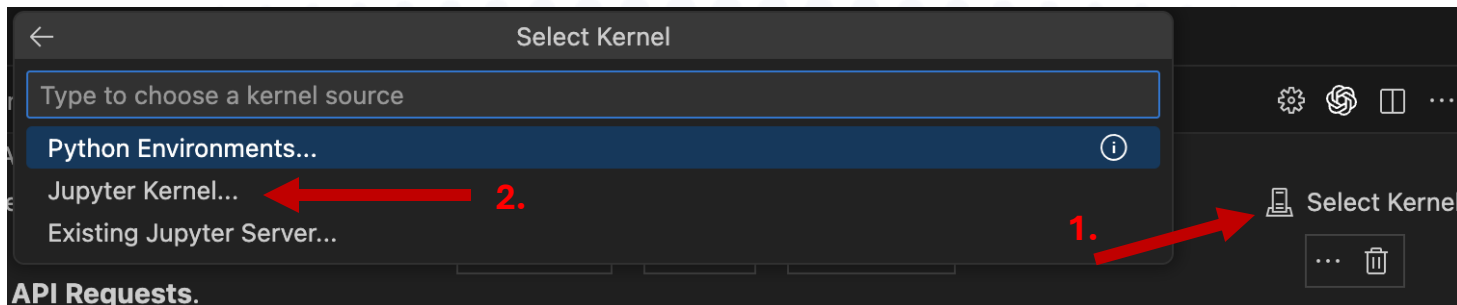 Select Kernel
Type to choose a kernel source
Python Environments...
Jupyter Kernel...
2.
Select Kernel
Existing Jupyter Server...
1.
API Requests.